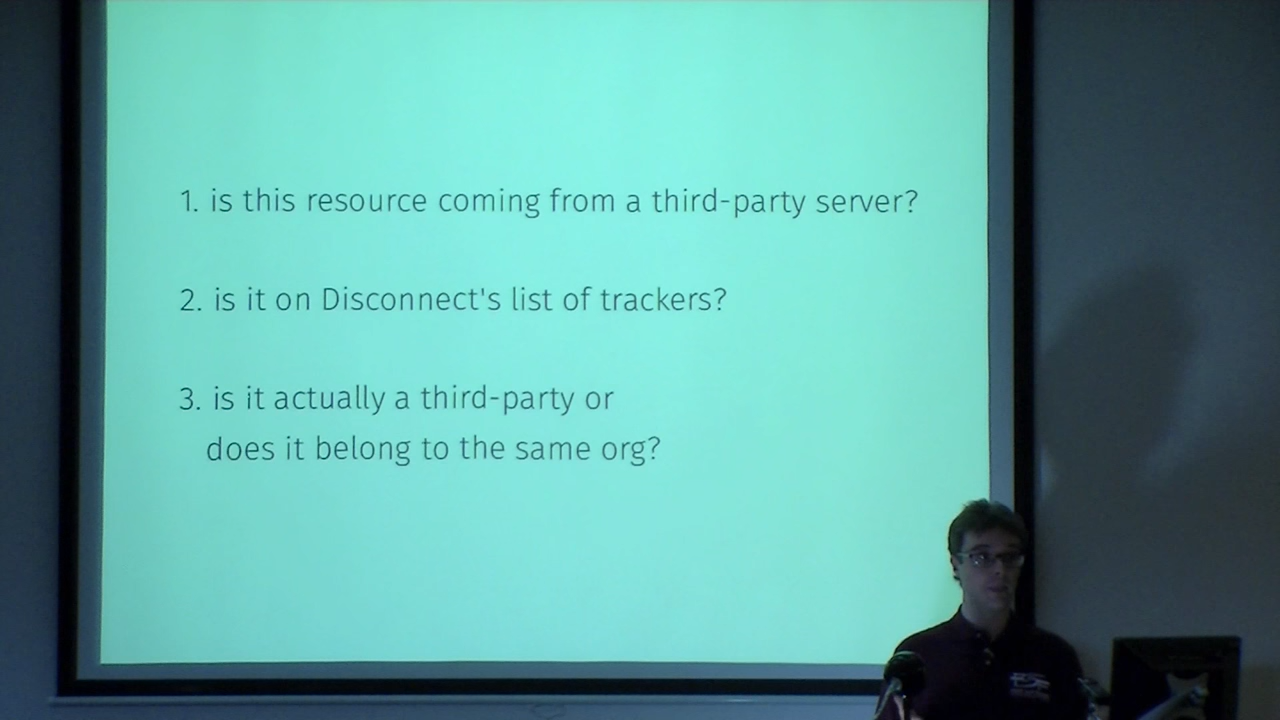 1. is this resource coming from a third-party server?
2. is it on Disconnect's list of trackers?
3. is it actually a third-party or
does it belong to the same org?